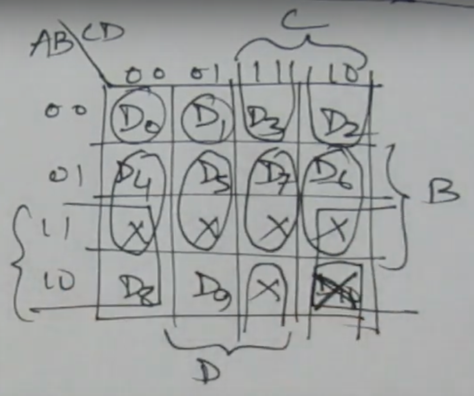 C
AB CD
00 01 11 10
00 D0 D1 D3 D2
01 D4 D5 D7 D6
B
11 X X X X
10 D8 D9 X
D